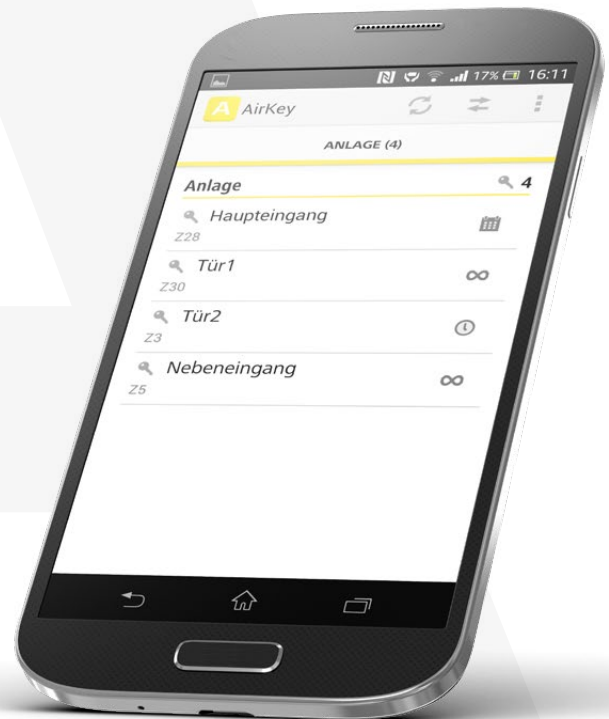 17% 16:11
A AirKey
ANLAGE (4)
Anlage 4
Haupteingang
Z28
Tür1
Z30
Tür2
Z3
Nebeneingang
Z5